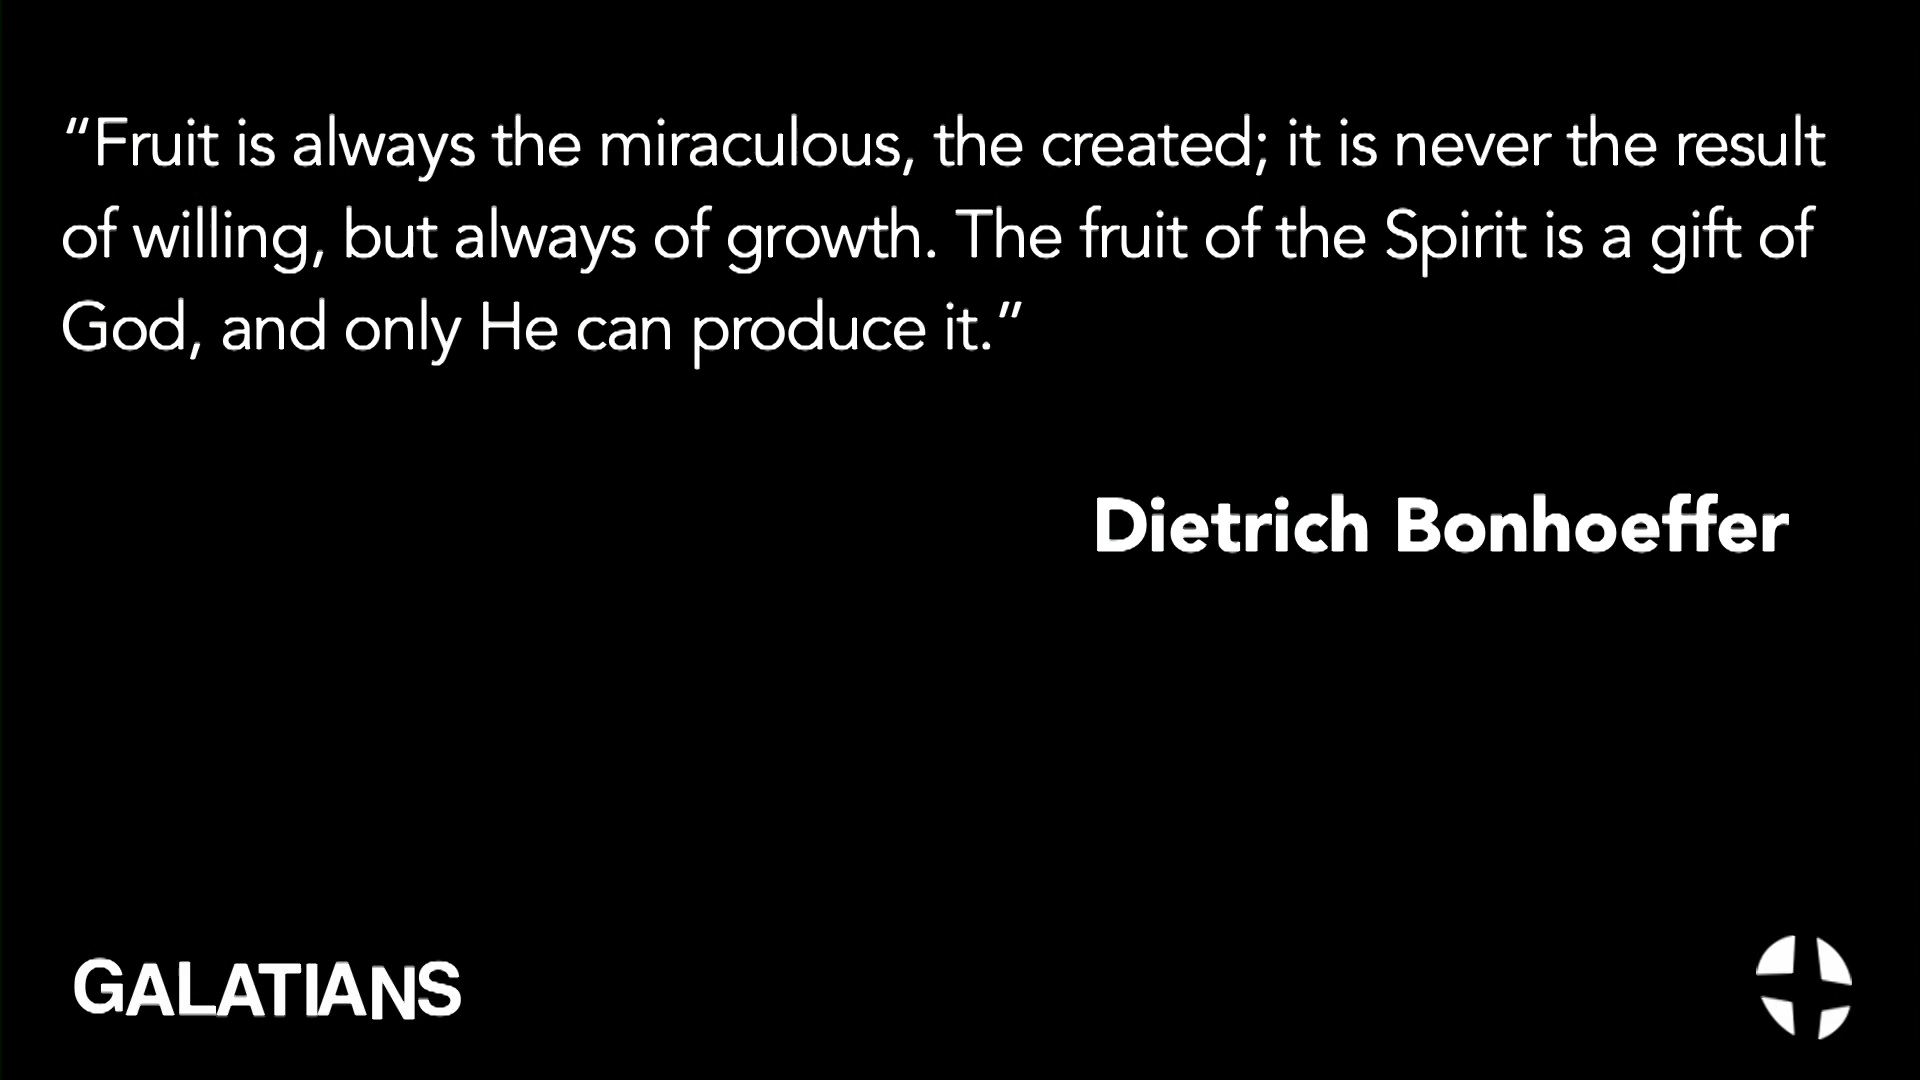 “Fruit is always the miraculous, the created; it is never the result
of willing, but always of growth. The fruit of the Spirit is a gift of
God, and only He can produce it.”
Dietrich Bonhoeffer
GALATIANS